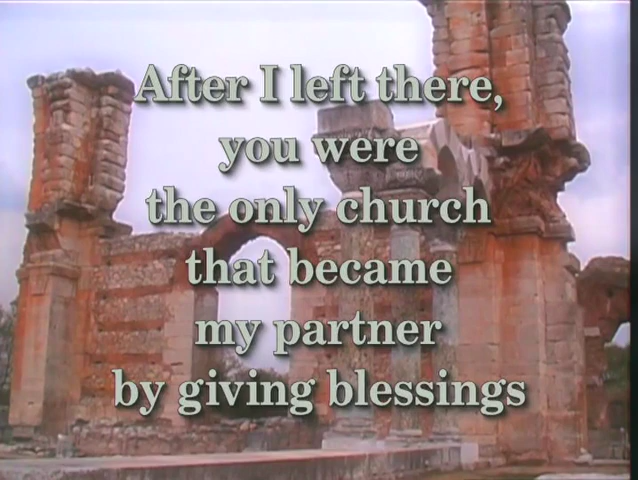 After I left there,
you were
the only church
that became
my partner
by giving blessings